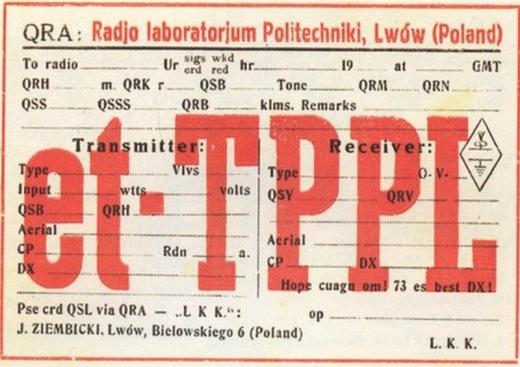 QRA: Radjo laboratorjum Politechniki, Lwów (Poland)
To radio Ur sigs wkd hr 19 at GMT
crd red
QRH m. QRK r QSB Tone QRM QRN
QSS QSSS QRB klms. Remarks
et-TPPL
Transmitter: Receiver:
Type Vlvs Type O-V-
Input wtts volts QSY QRV
QSB QRH
Aerial Aerial
CP Rdn a. CP DX
DX Hope cuagn om! 73 es best DX!
Pse crd QSL via QRA — „L K K.“: op
J. ZIEMBICKI, Lwów, Bielowskiego 6 (Poland)
L. K. K.